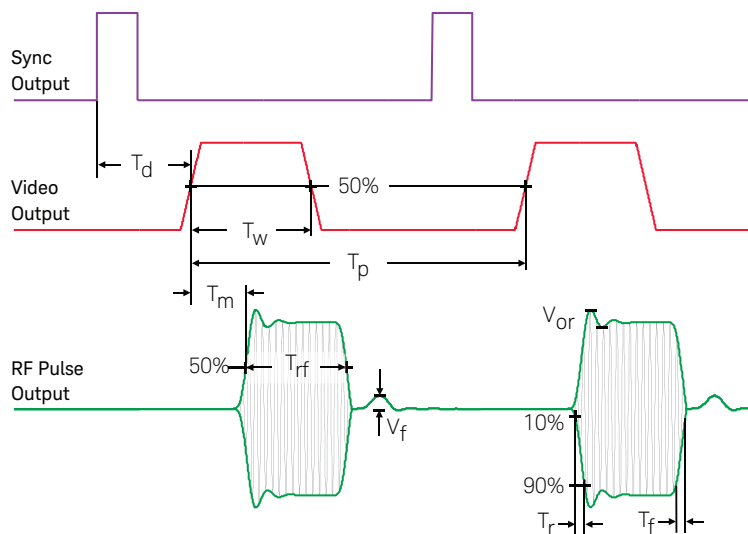 Sync
Output
Td
Video
Output
50%
Tw
Tp
Tm
Vor
RF Pulse
Output
50%
Trf
Vf
10%
90%
Tr
Tf